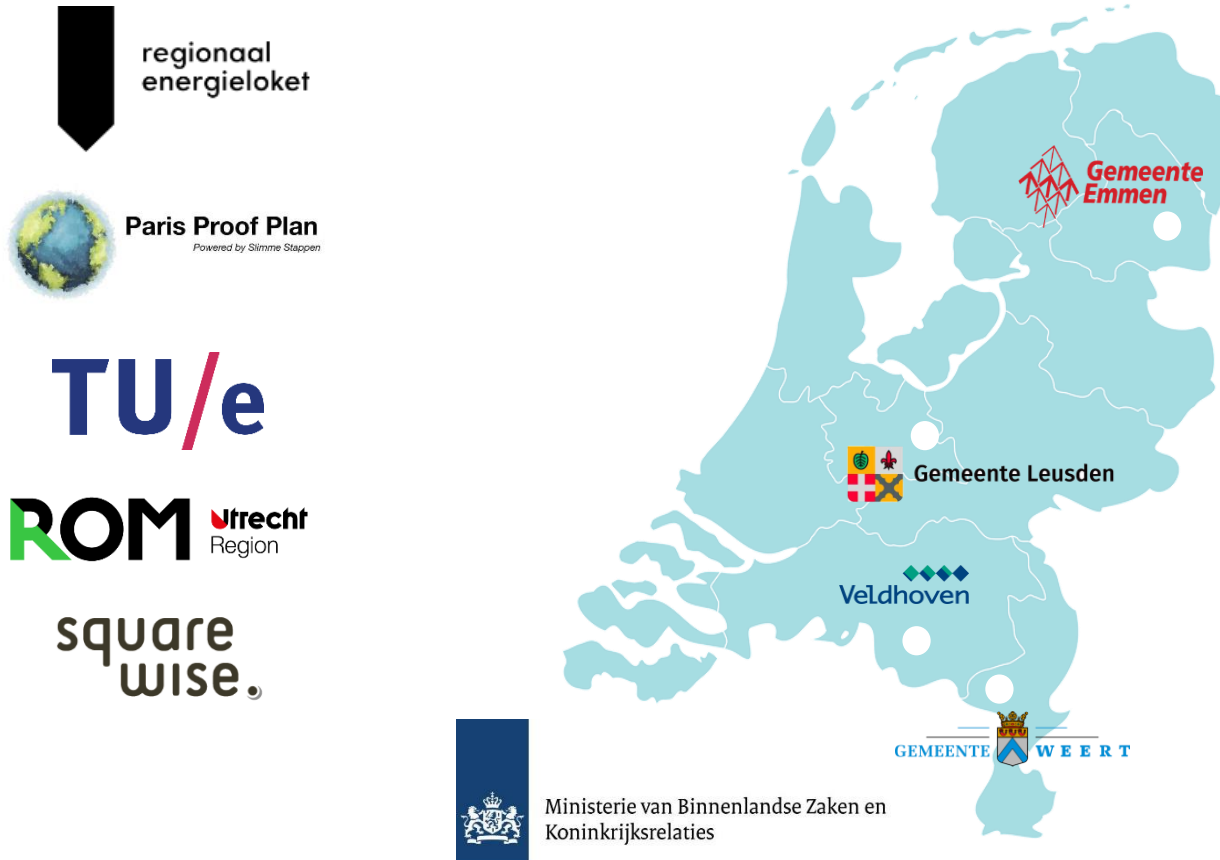 regionaal
energieloket
Paris Proof Plan
Powered by Slimme Stappen
TU/e
ROM Utrecht
Region
square
wise.
Gemeente
Emmen
Gemeente Leusden
Veldhoven
GEMEENTE WEERT
Ministerie van Binnenlandse Zaken en
Koninkrijksrelaties